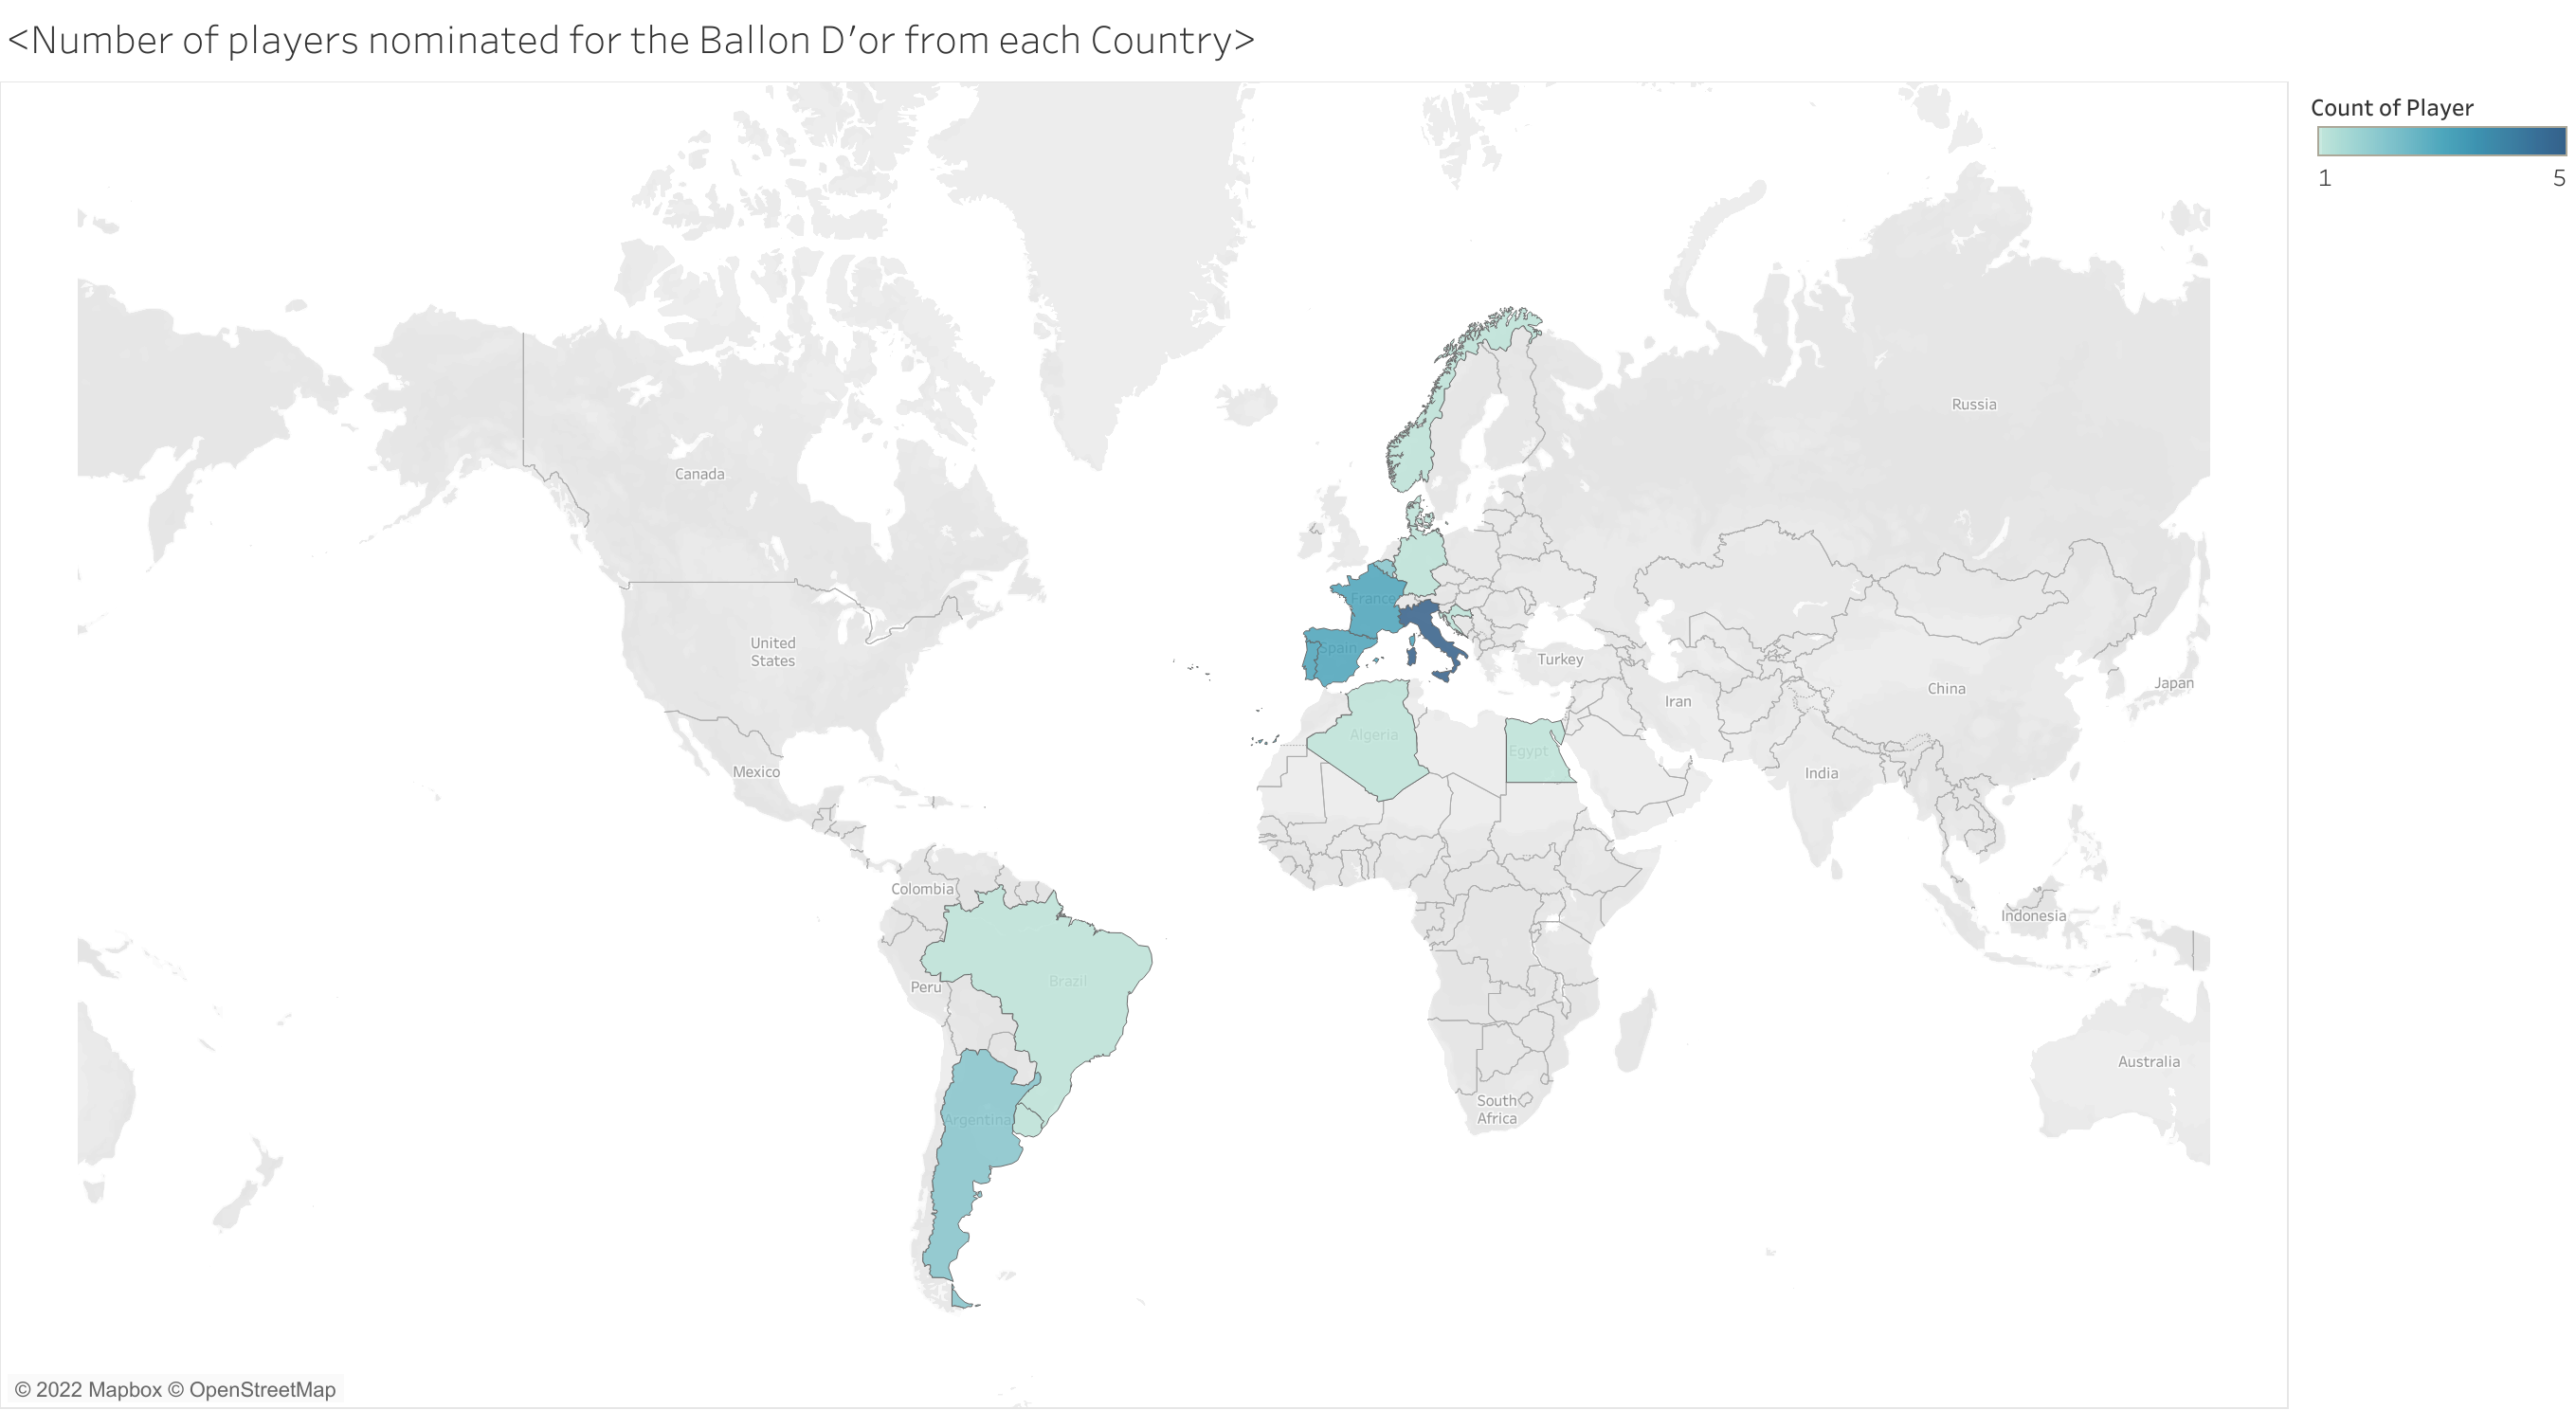 <Number of players nominated for the Ballon D'or from each Country>
Count of Player
1 5
Russia
Canada
France
United
States
Spain
Turkey
Iran
China
Japan
Algeria
Egypt
Mexico
India
Colombia
Indonesia
Brazil
Peru
Australia
South
Africa
Argentina
© 2022 Mapbox © OpenStreetMap